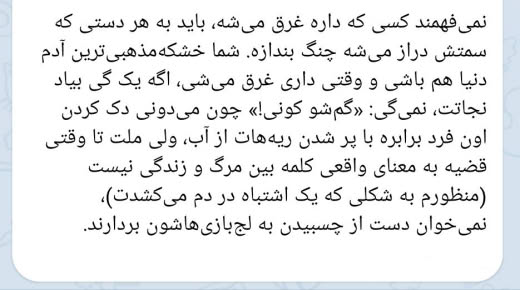 نمی‌فهمند کسی که داره غرق می‌شه، باید به هر دستی که
سمتش دراز می‌شه چنگ بندازه. شما خشکه‌مذهبی‌ترین آدم
دنیا هم باشی و وقتی داری غرق می‌شی، اگه یک گی بیاد
نجاتت، نمی‌گی: «گم‌شو کونی!» چون می‌دونی دک کردن
اون فرد برابره با پر شدن ریه‌هات از آب، ولی ملت تا وقتی
قضیه به معنای واقعی کلمه بین مرگ و زندگی نیست
(منظورم به شکلی که یک اشتباه در دم می‌کشدت)،
نمی‌خوان دست از چسبیدن به لج‌بازی‌هاشون بردارند.